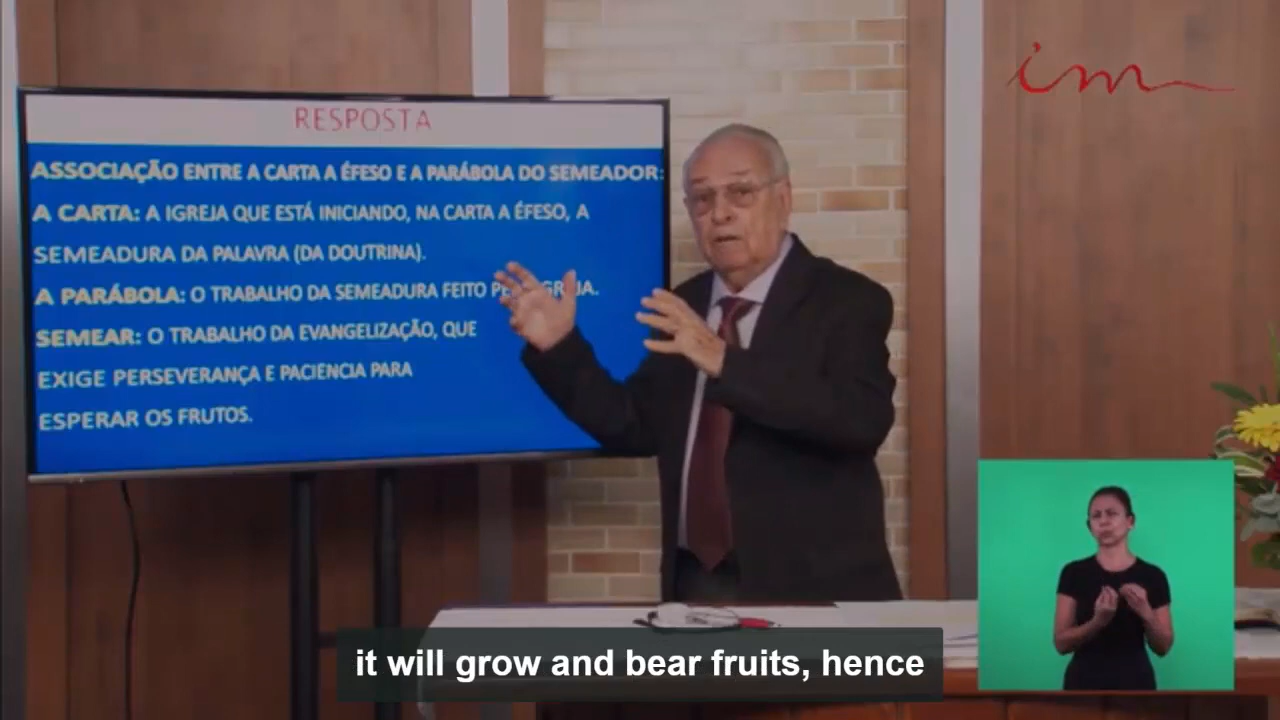 im
RESPOSTA
ASSOCIAÇÃO ENTRE A CARTA A ÉFESO E A PARÁBOLA DO SEMEADOR:
A CARTA: A IGREJA QUE ESTÁ INICIANDO, NA CARTA A ÉFESO, A
SEMEADURA DA PALAVRA (DA DOUTRINA).
A PARÁBOLA: O TRABALHO DA SEMEADURA FEITO
SEMEAR: O TRABALHO DA EVANGELIZAÇÃO, QUE
EXIGE PERSEVERANÇA E PACIENCIA PARA
ESPERAR OS FRUTOS.
it will grow and bear fruits, hence